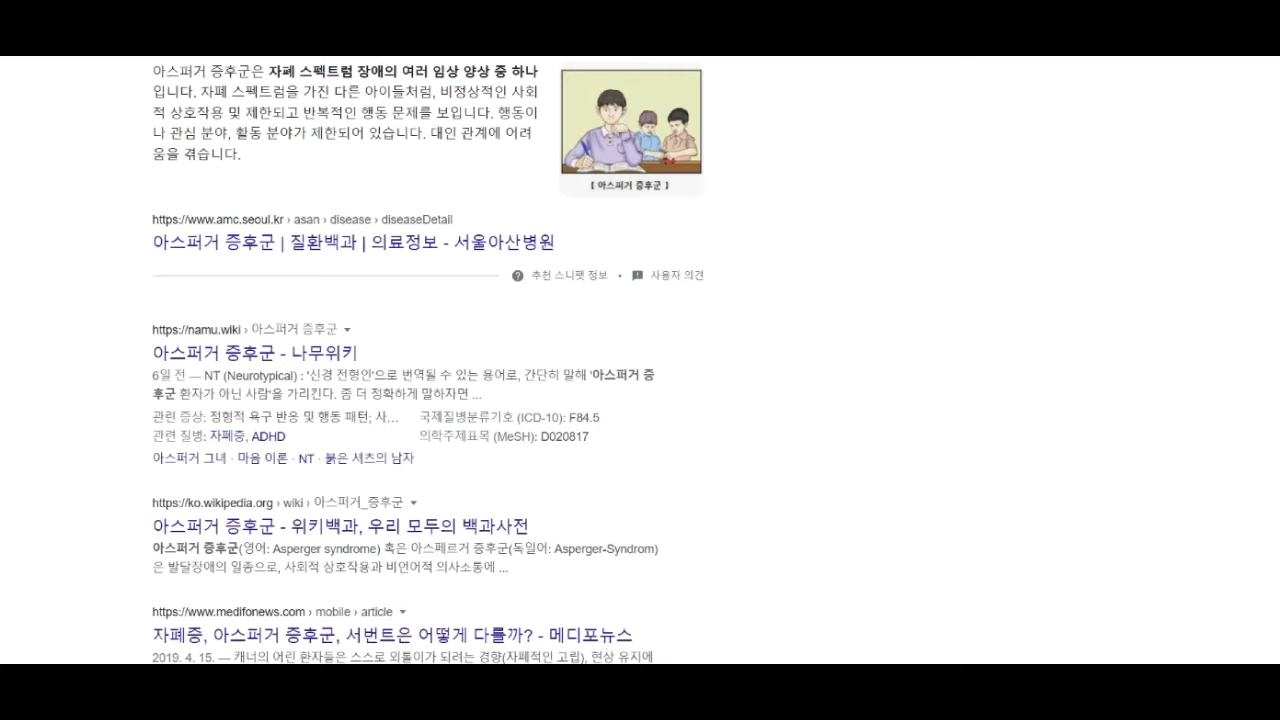 아스퍼거 증후군은 자폐 스펙트럼 장애의 여러 임상 양상 중 하나
입니다. 자폐 스펙트럼을 가진 다른 아이들처럼, 비정상적인 사회
적 상호작용 및 제한되고 반복적인 행동 문제를 보입니다. 행동이
나 관심 분야, 활동 분야가 제한되어 있습니다. 대인 관계에 어려
움을 겪습니다.
【 아스퍼거 증후군 】
https://www.amc.seoul.kr › asan › disease › diseaseDetail
아스퍼거 증후군 | 질환백과 | 의료정보 - 서울아산병원
추천 스니펫 정보 • 사용자 의견
https://namu.wiki › 아스퍼거 증후군
아스퍼거 증후군 - 나무위키
6일 전 — NT (Neurotypical) : '신경 전형인'으로 번역될 수 있는 용어로, 간단히 말해 '아스퍼거 증
후군 환자가 아닌 사람'을 가리킨다. 좀 더 정확하게 말하자면 ...
관련 증상: 정형적 욕구 반응 및 행동 패턴; 사... 국제질병분류기호 (ICD-10): F84.5
관련 질병: 자폐증, ADHD 의학주제표목 (MeSH): D020817
아스퍼거 그녀 · 마음 이론 · NT · 붉은 셔츠의 남자
https://ko.wikipedia.org › wiki › 아스퍼거_증후군
아스퍼거 증후군 - 위키백과, 우리 모두의 백과사전
아스퍼거 증후군(영어: Asperger syndrome) 혹은 아스페르거 증후군(독일어: Asperger-Syndrom)
은 발달장애의 일종으로, 사회적 상호작용과 비언어적 의사소통에 ...
https://www.medifonews.com › mobile › article
자폐증, 아스퍼거 증후군, 서번트은 어떻게 다를까? - 메디포뉴스
2019. 4. 15. — 캐너의 어린 환자들은 스스로 외톨이가 되려는 경향(자폐적인 고립), 현상 유지에